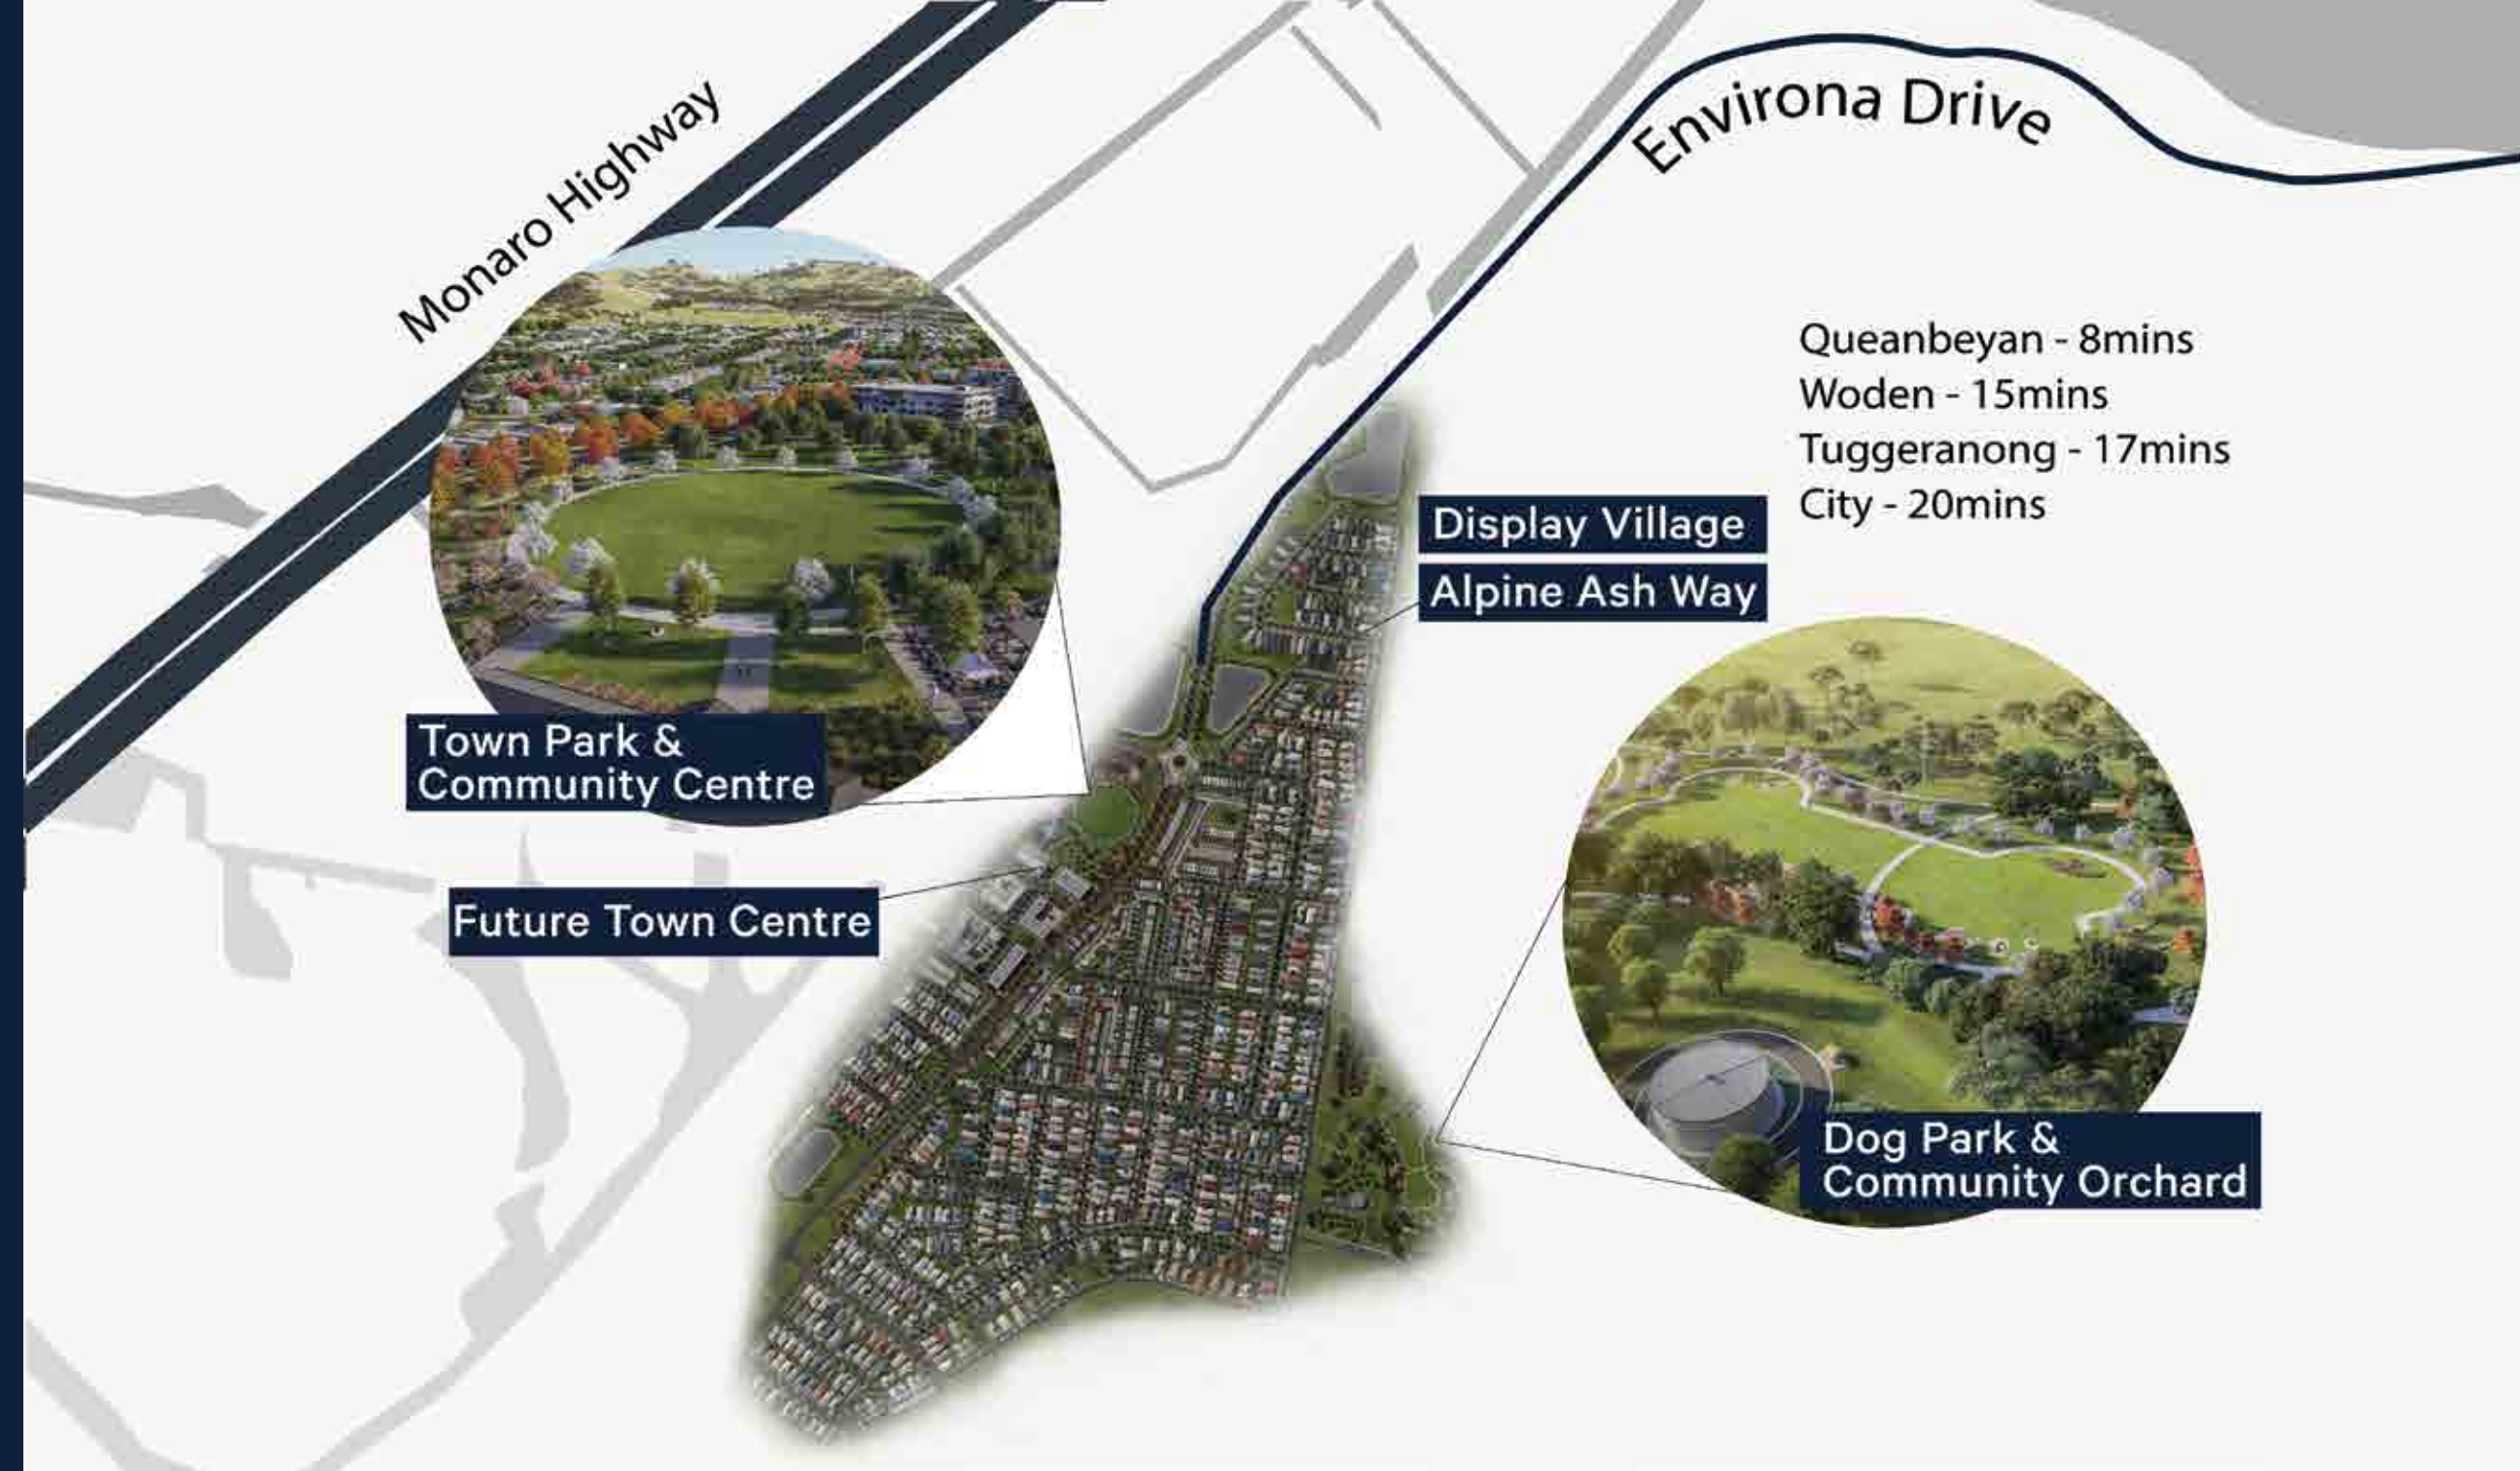 Monaro Highway
Environa Drive
Queanbeyan - 8mins
Woden - 15mins
Tuggeranong - 17mins
City - 20mins
Display Village
Alpine Ash Way
Town Park &
Community Centre
Future Town Centre
Dog Park &
Community Orchard